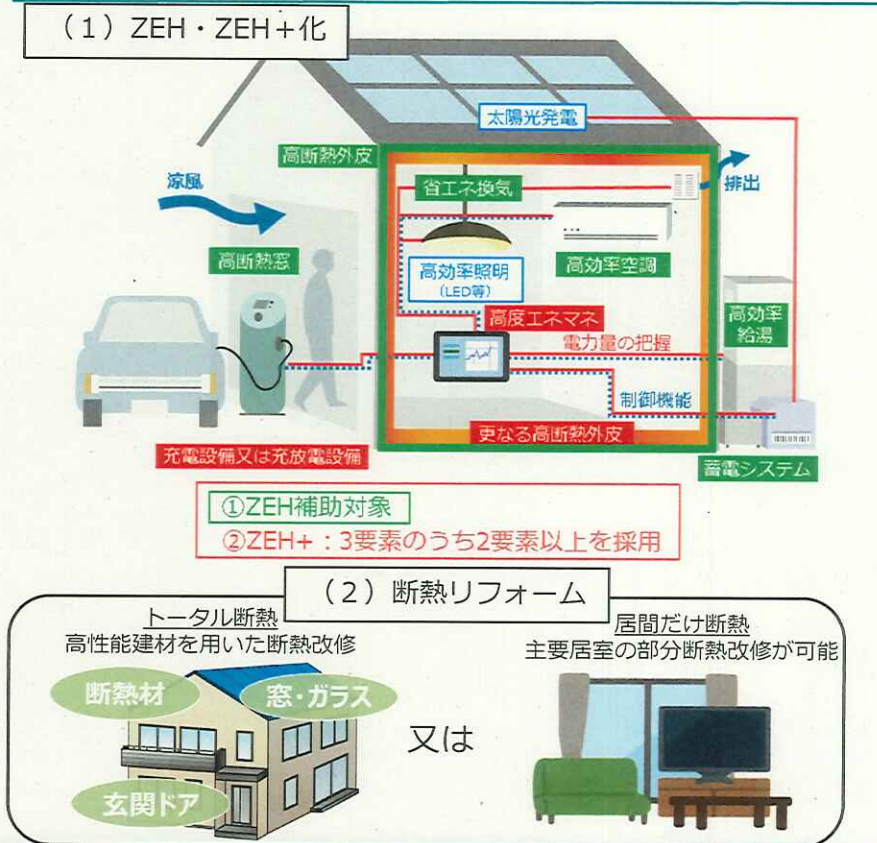 （１）ZEH・ZEH＋化
太陽光発電
高断熱外皮
涼風
省エネ換気
排出
高断熱窓
高効率照明
(LED等)
高効率空調
高度エネマネ
高効率
給湯
電力量の把握
制御機能
更なる高断熱外皮
充電設備又は充放電設備
蓄電システム
①ZEH補助対象
②ZEH+：3要素のうち2要素以上を採用
（２）断熱リフォーム
トータル断熱
高性能建材を用いた断熱改修
断熱材
窓・ガラス
玄関ドア
又は
居間だけ断熱
主要居室の部分断熱改修が可能